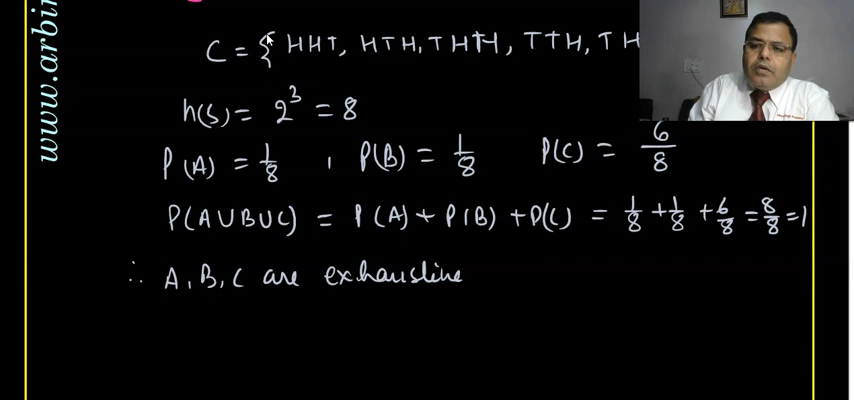 C = { HHT, HTH, THH, TTH, TH
n(S) = 2³ = 8
P(A) = 1/8 , P(B) = 1/8 P(C) = 6/8
P(AUBUC) = P(A) + P(B) + P(C) = 1/8 + 1/8 + 6/8 = 8/8 = 1
∴ A, B, C are exhaustive
www.arbin